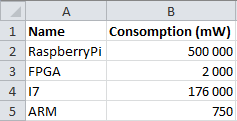 A B
1 Name Consomption (mW)
2 RaspberryPi 500 000
3 FPGA 2 000
4 I7 176 000
5 ARM 750